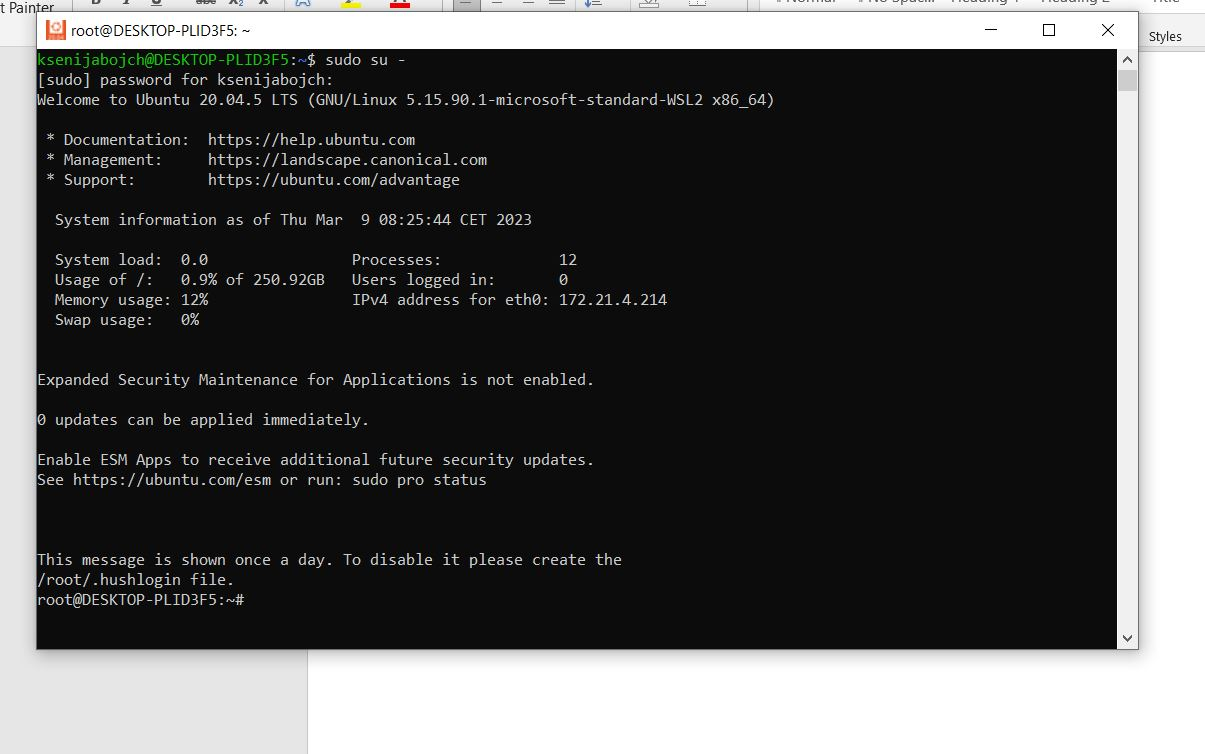 t Painter
Styles
root@DESKTOP-PLID3F5: ~
ksenijabojch@DESKTOP-PLID3F5:~$ sudo su -
[sudo] password for ksenijabojch:
Welcome to Ubuntu 20.04.5 LTS (GNU/Linux 5.15.90.1-microsoft-standard-WSL2 x86_64)
* Documentation:  https://help.ubuntu.com
* Management:     https://landscape.canonical.com
* Support:        https://ubuntu.com/advantage
System information as of Thu Mar  9 08:25:44 CET 2023
System load:  0.0                Processes:             12
Usage of /:   0.9% of 250.92GB   Users logged in:       0
Memory usage: 12%                IPv4 address for eth0: 172.21.4.214
Swap usage:   0%
Expanded Security Maintenance for Applications is not enabled.
0 updates can be applied immediately.
Enable ESM Apps to receive additional future security updates.
See https://ubuntu.com/esm or run: sudo pro status
This message is shown once a day. To disable it please create the
/root/.hushlogin file.
root@DESKTOP-PLID3F5:~#